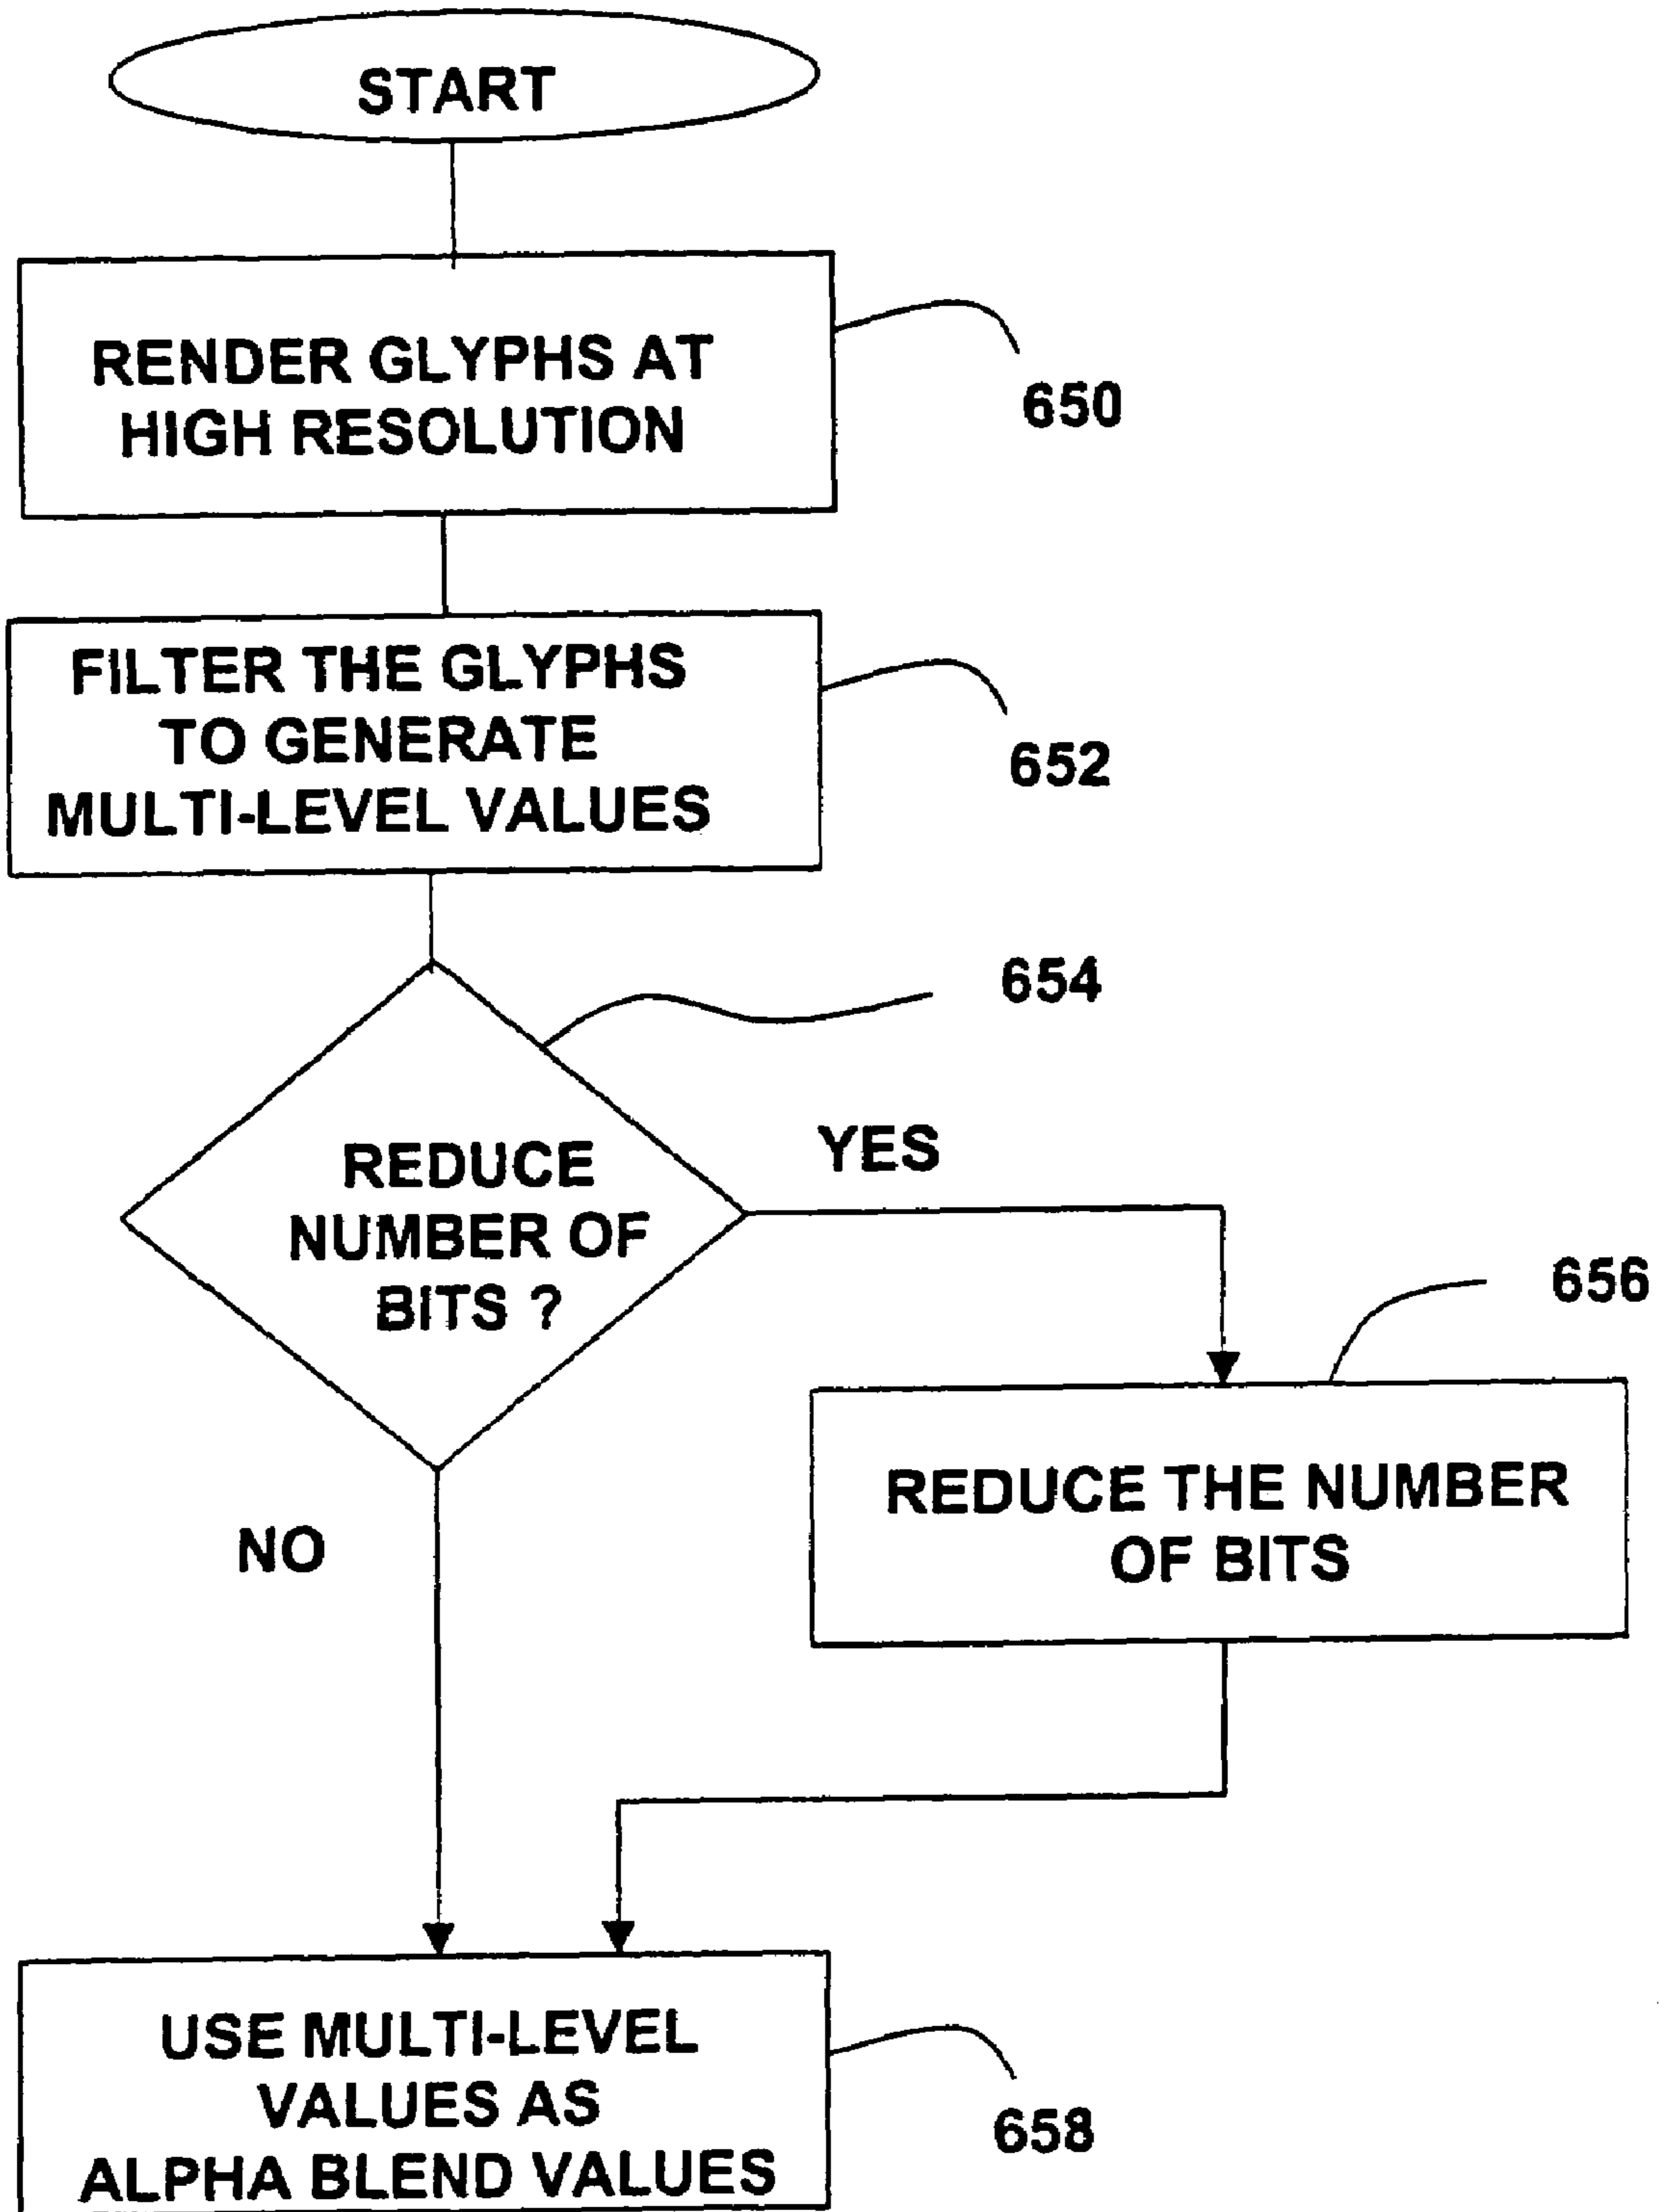 START
RENDER GLYPHS AT
HIGH RESOLUTION
650
FILTER THE GLYPHS
TO GENERATE
MULTI-LEVEL VALUES
652
654
REDUCE
NUMBER OF
BITS ?
YES
656
REDUCE THE NUMBER
OF BITS
NO
USE MULTI-LEVEL
VALUES AS
ALPHA BLEND VALUES
658